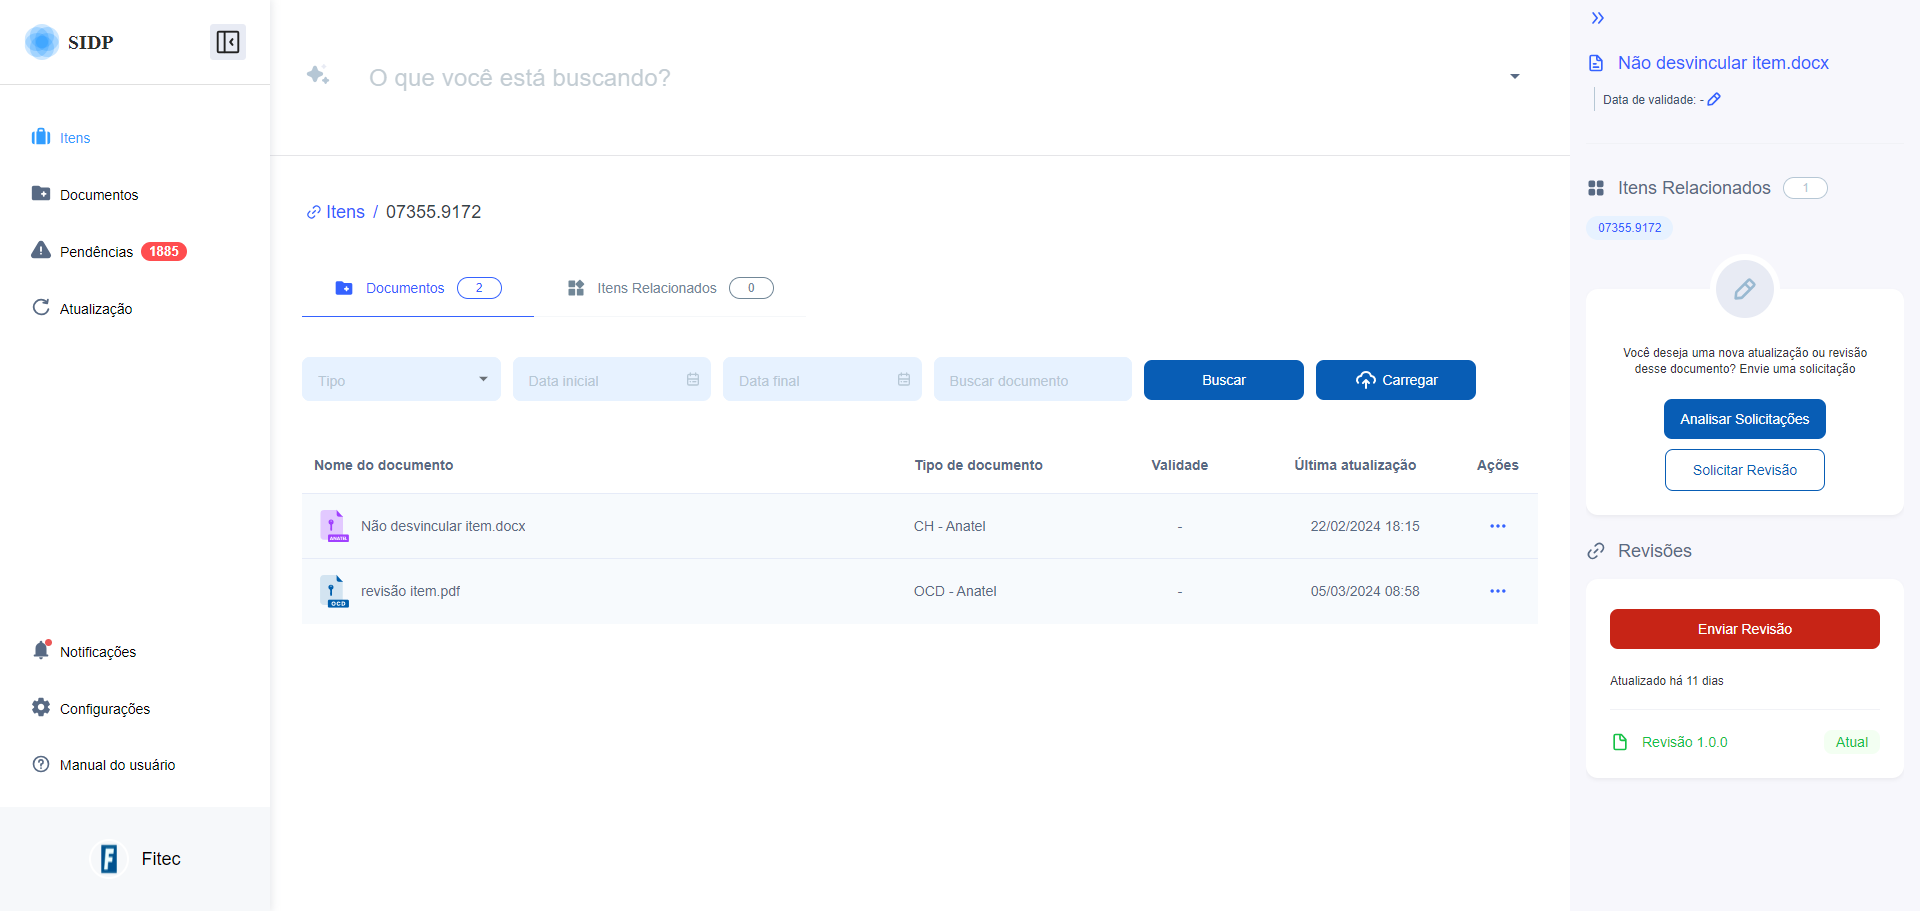 SIDP
Itens
Documentos
Pendências 1885
Atualização
Notificações
Configurações
Manual do usuário
Fitec
O que você está buscando?
Itens / 07355.9172
Documentos 2
Itens Relacionados 0
Tipo
Data inicial
Data final
Buscar documento
Buscar
Carregar
Nome do documento Tipo de documento Validade Última atualização Ações
ANATEL
Não desvincular item.docx CH - Anatel - 22/02/2024 18:15
OCD
revisão item.pdf OCD - Anatel - 05/03/2024 08:58
Não desvincular item.docx
Data de validade: -
Itens Relacionados 1
07355.9172
Você deseja uma nova atualização ou revisão
desse documento? Envie uma solicitação
Analisar Solicitações
Solicitar Revisão
Revisões
Enviar Revisão
Atualizado há 11 dias
Revisão 1.0.0 Atual